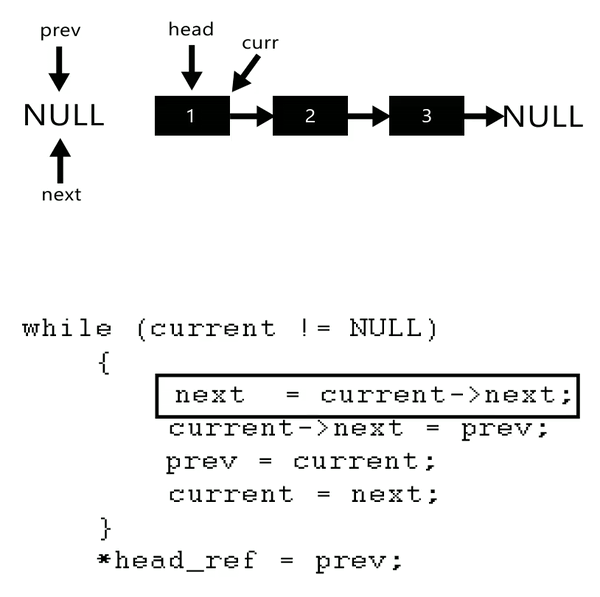 prev
head
curr
NULL
1
2
3
NULL
next
while (current != NULL)
{
next = current->next;
current->next = prev;
prev = current;
current = next;
}
*head_ref = prev;